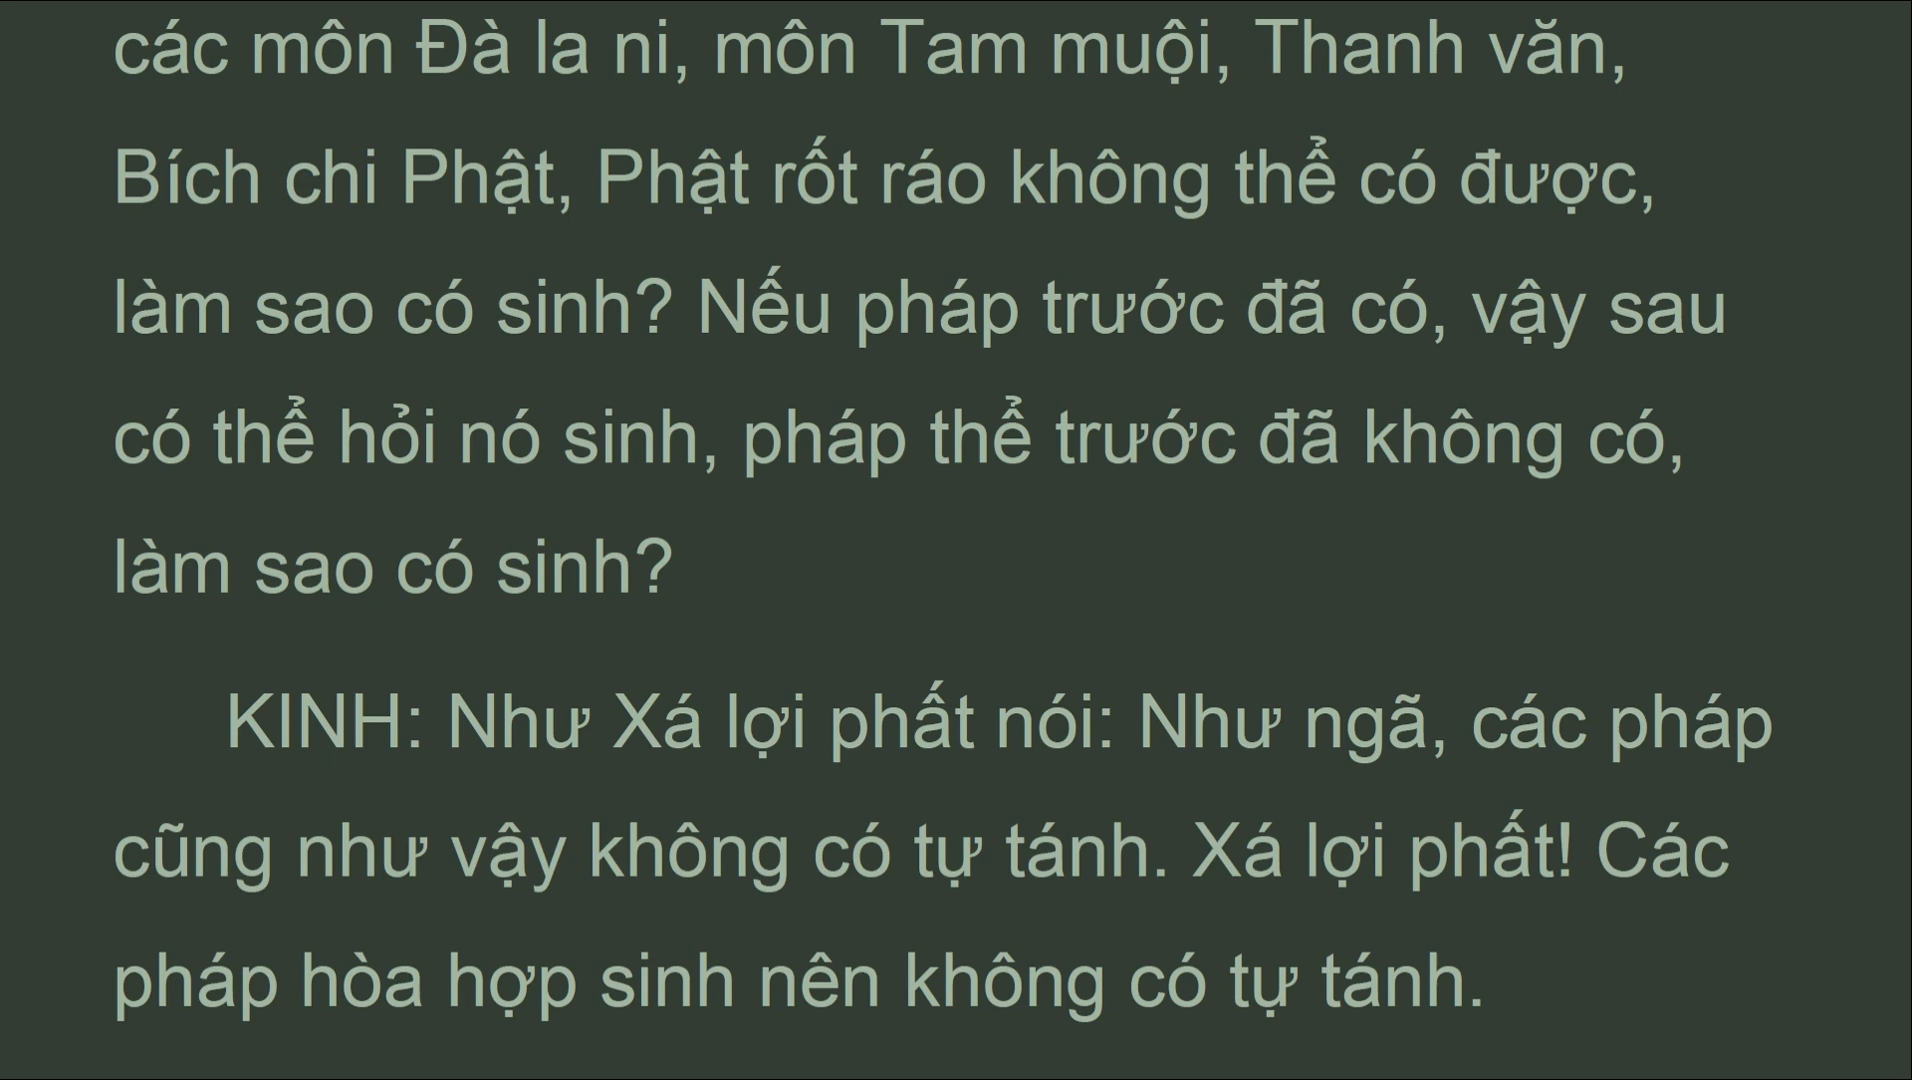 các môn Đà la ni, môn Tam muội, Thanh văn,
Bích chi Phật, Phật rốt ráo không thể có được,
làm sao có sinh? Nếu pháp trước đã có, vậy sau
có thể hỏi nó sinh, pháp thể trước đã không có,
làm sao có sinh?
KINH: Như Xá lợi phất nói: Như ngã, các pháp
cũng như vậy không có tự tánh. Xá lợi phất! Các
pháp hòa hợp sinh nên không có tự tánh.